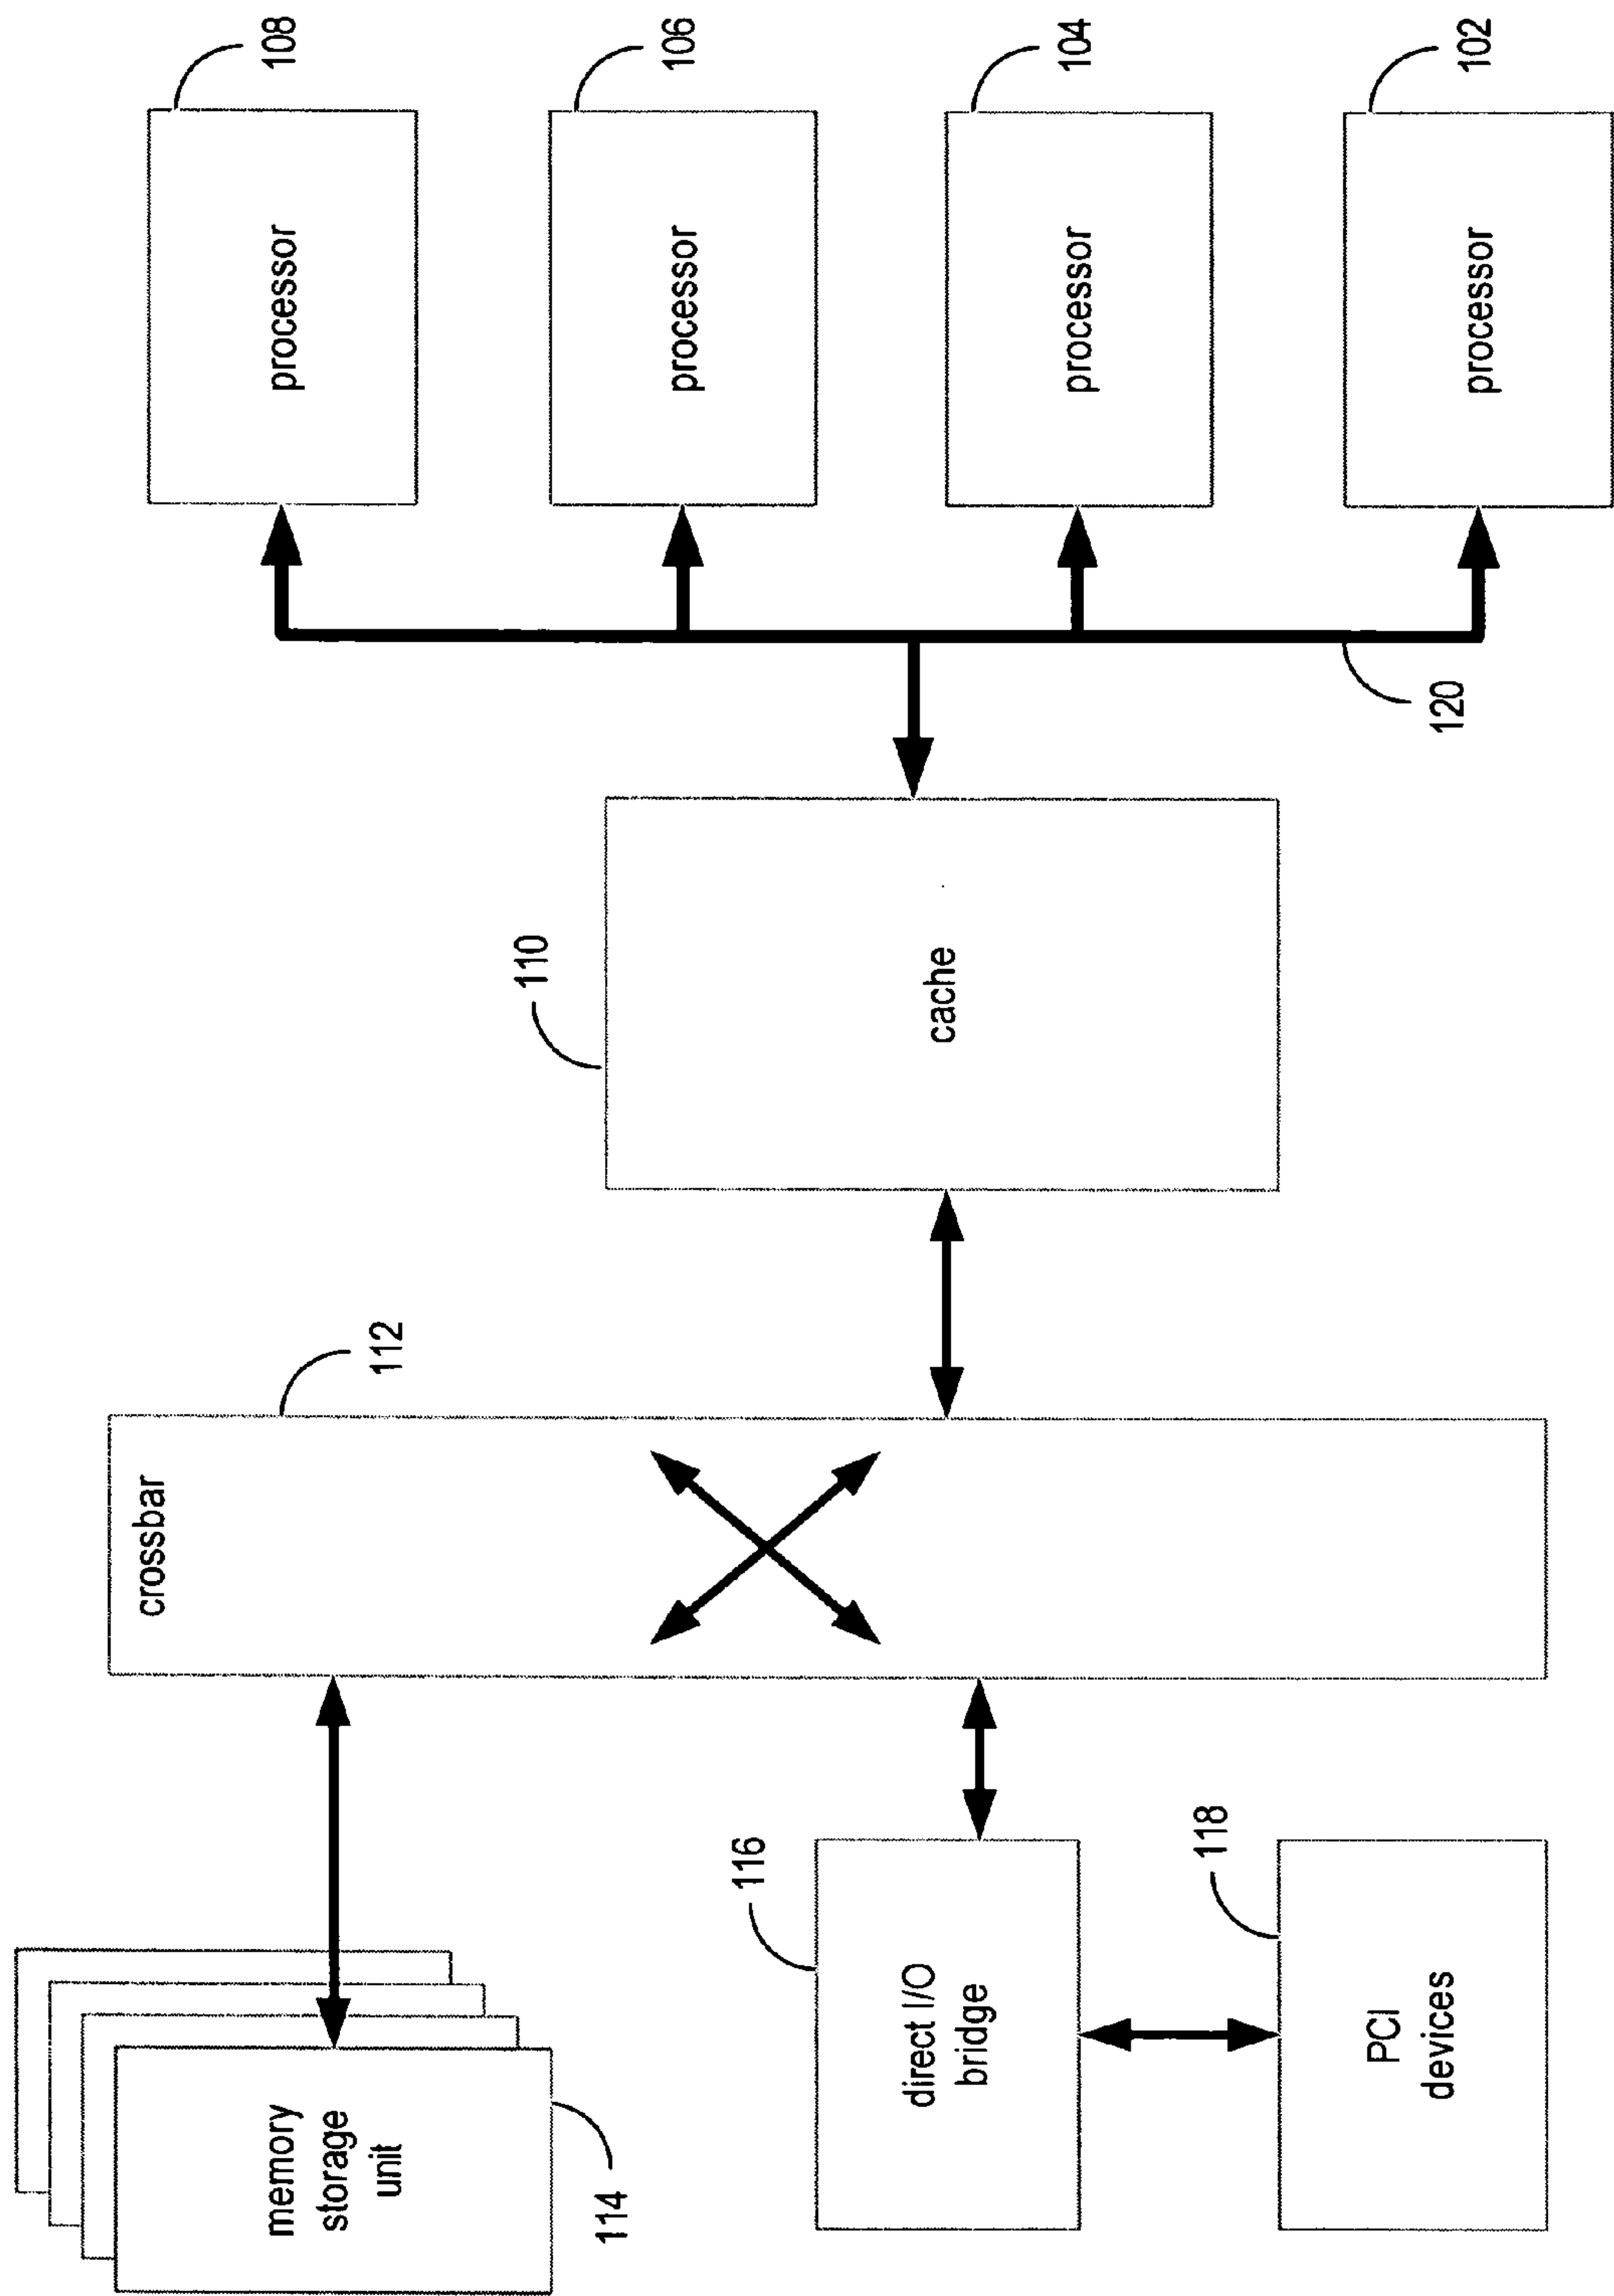 memory
storage
unit
114
116
direct I/O
bridge
118
PCI
devices
crossbar
112
110
cache
120
processor
108
processor
106
processor
104
processor
102